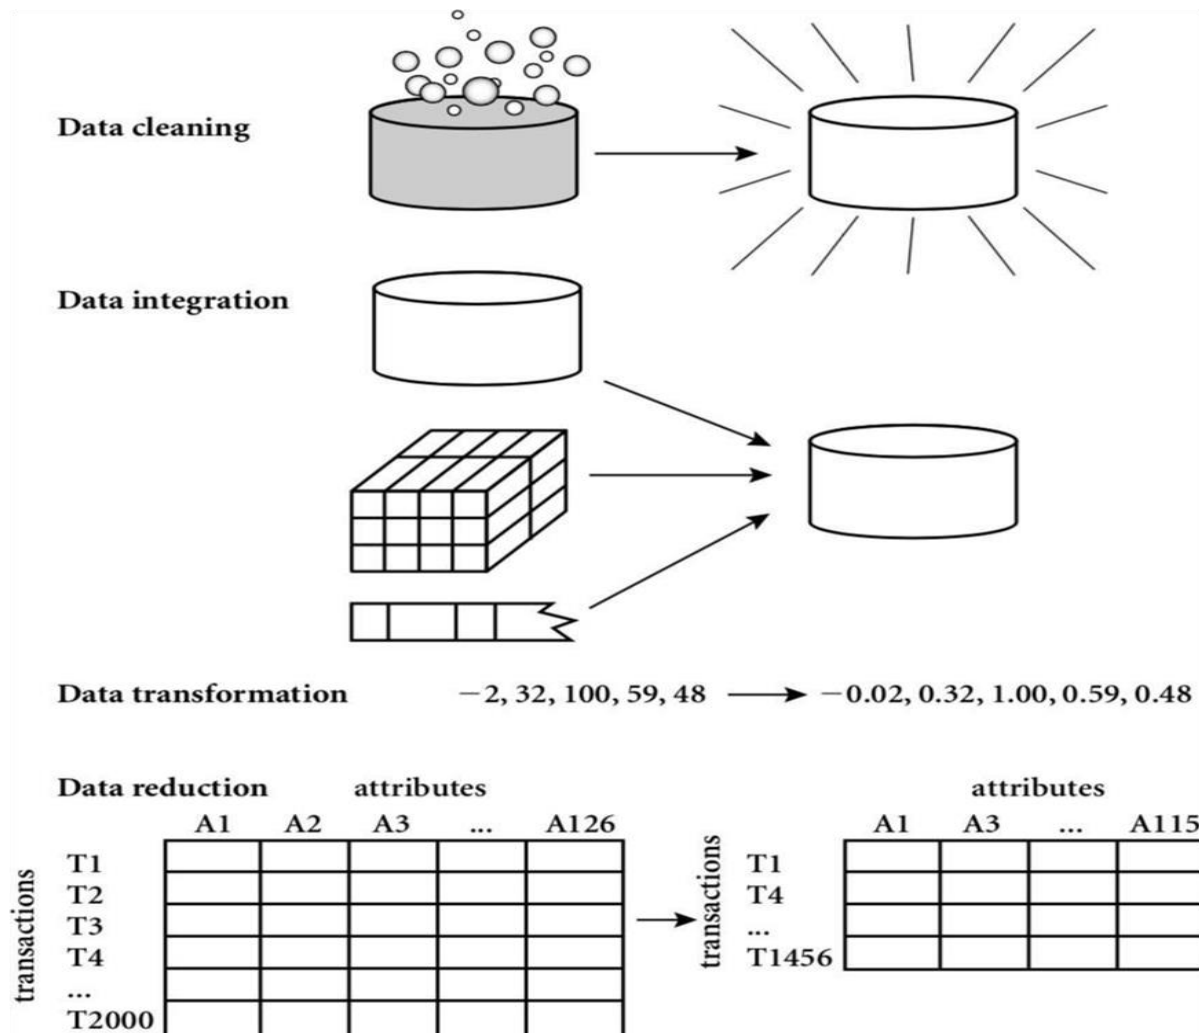 Data cleaning
Data integration
Data transformation −2, 32, 100, 59, 48 −0.02, 0.32, 1.00, 0.59, 0.48
Data reduction attributes attributes
A1 A2 A3 ... A126 A1 A3 ... A115
transactions
T1
T2
T3
T4
...
T2000
transactions
T1
T4
...
T1456